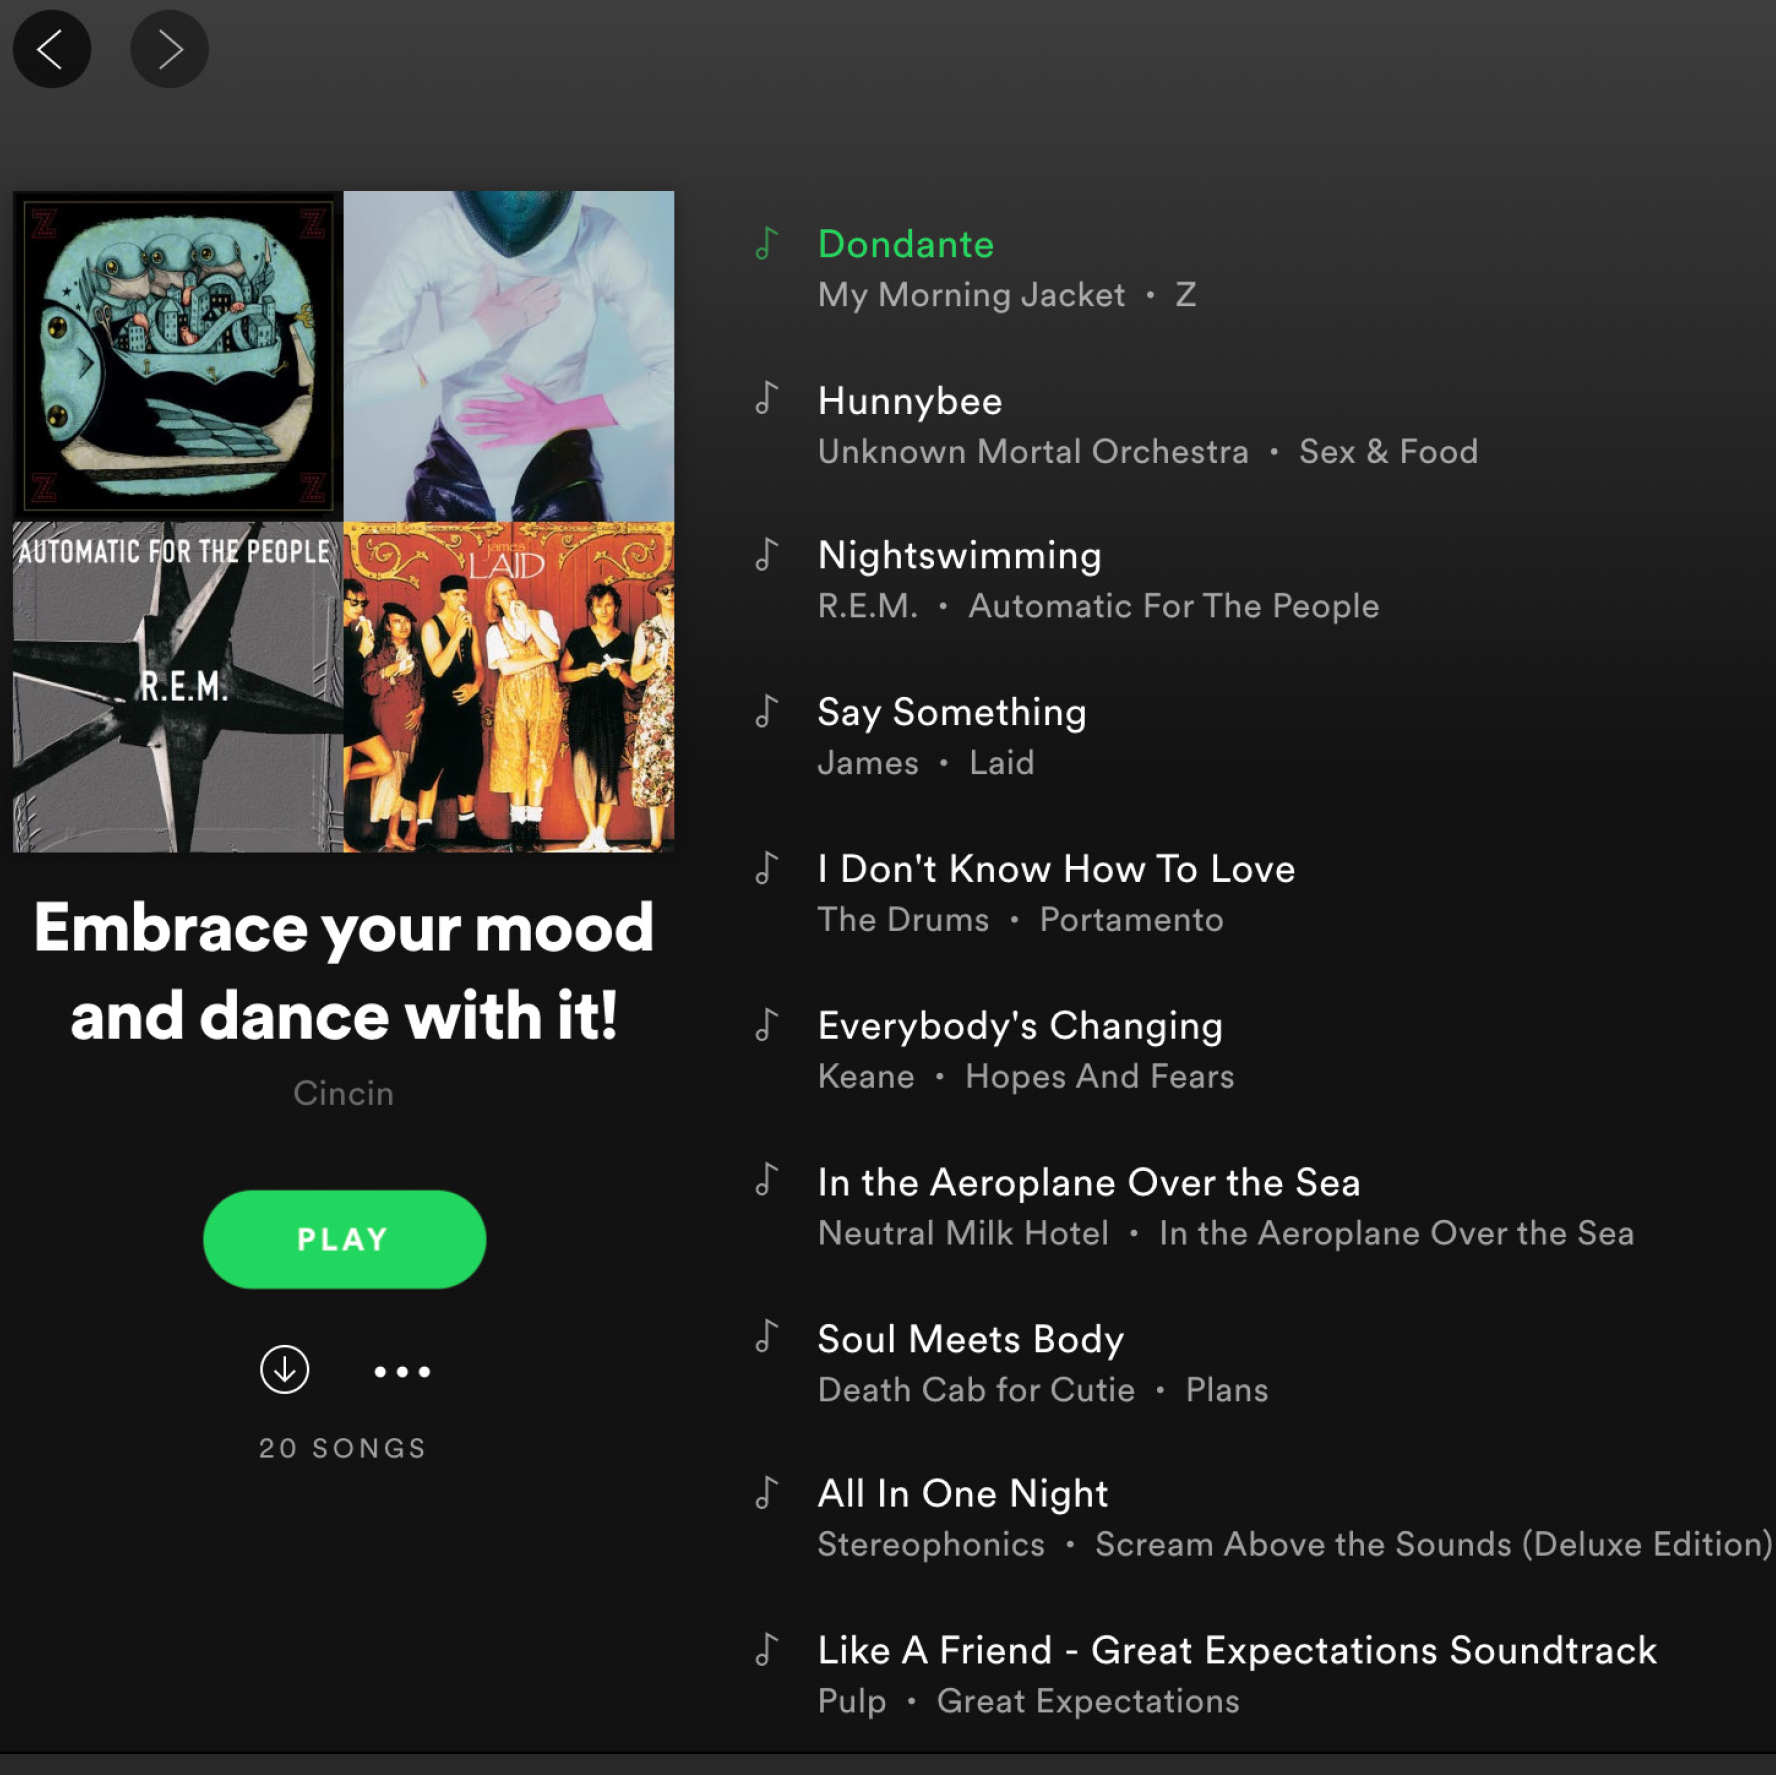 Z Z
AUTOMATIC FOR THE PEOPLE
R.E.M.
Z Z
james
LAID
Embrace your mood
and dance with it!
Cincin
PLAY
20 SONGS
Dondante
My Morning Jacket • Z
Hunnybee
Unknown Mortal Orchestra • Sex & Food
Nightswimming
R.E.M. • Automatic For The People
Say Something
James • Laid
I Don't Know How To Love
The Drums • Portamento
Everybody's Changing
Keane • Hopes And Fears
In the Aeroplane Over the Sea
Neutral Milk Hotel • In the Aeroplane Over the Sea
Soul Meets Body
Death Cab for Cutie • Plans
All In One Night
Stereophonics • Scream Above the Sounds (Deluxe Edition)
Like A Friend - Great Expectations Soundtrack
Pulp • Great Expectations